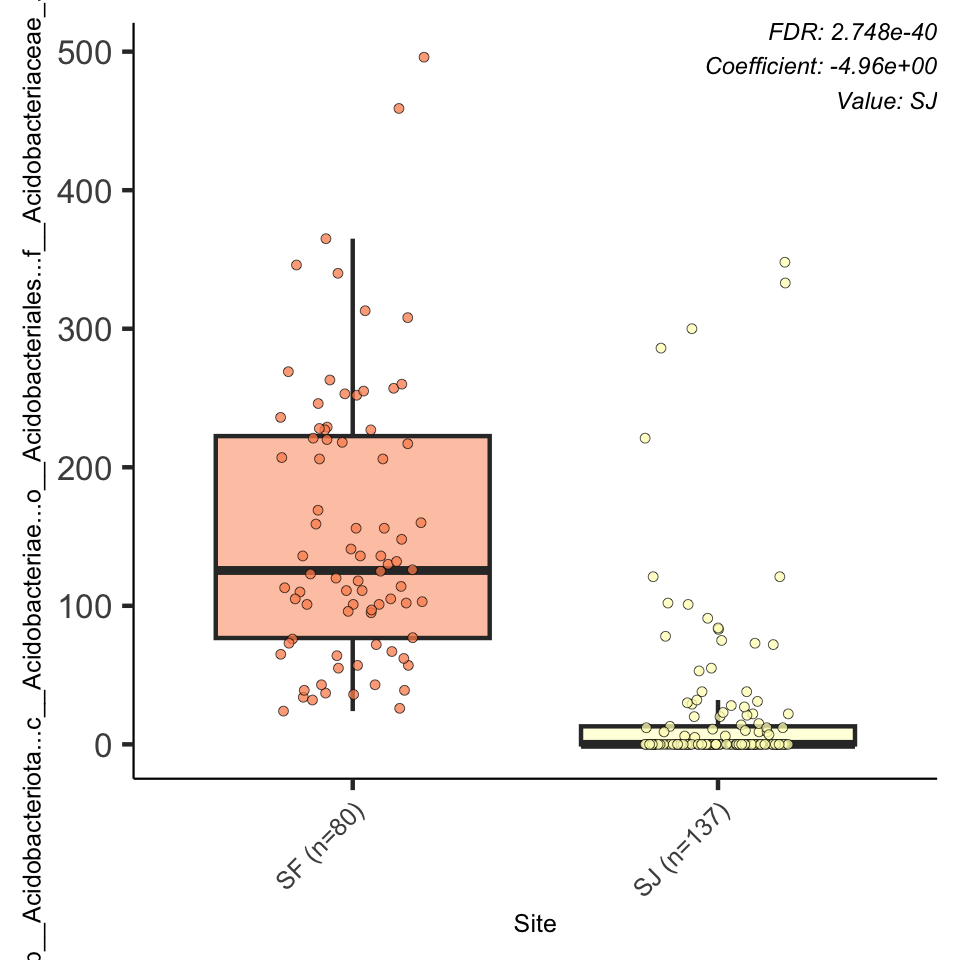 FDR: 2.748e-40
Coefficient: -4.96e+00
Value: SJ
500
400
300
200
100
0
Acidobacteriota...c__Acidobacteriae...o__Acidobacteriales...f__Acidobacteriaceae_
SF (n=80)
SJ (n=137)
Site